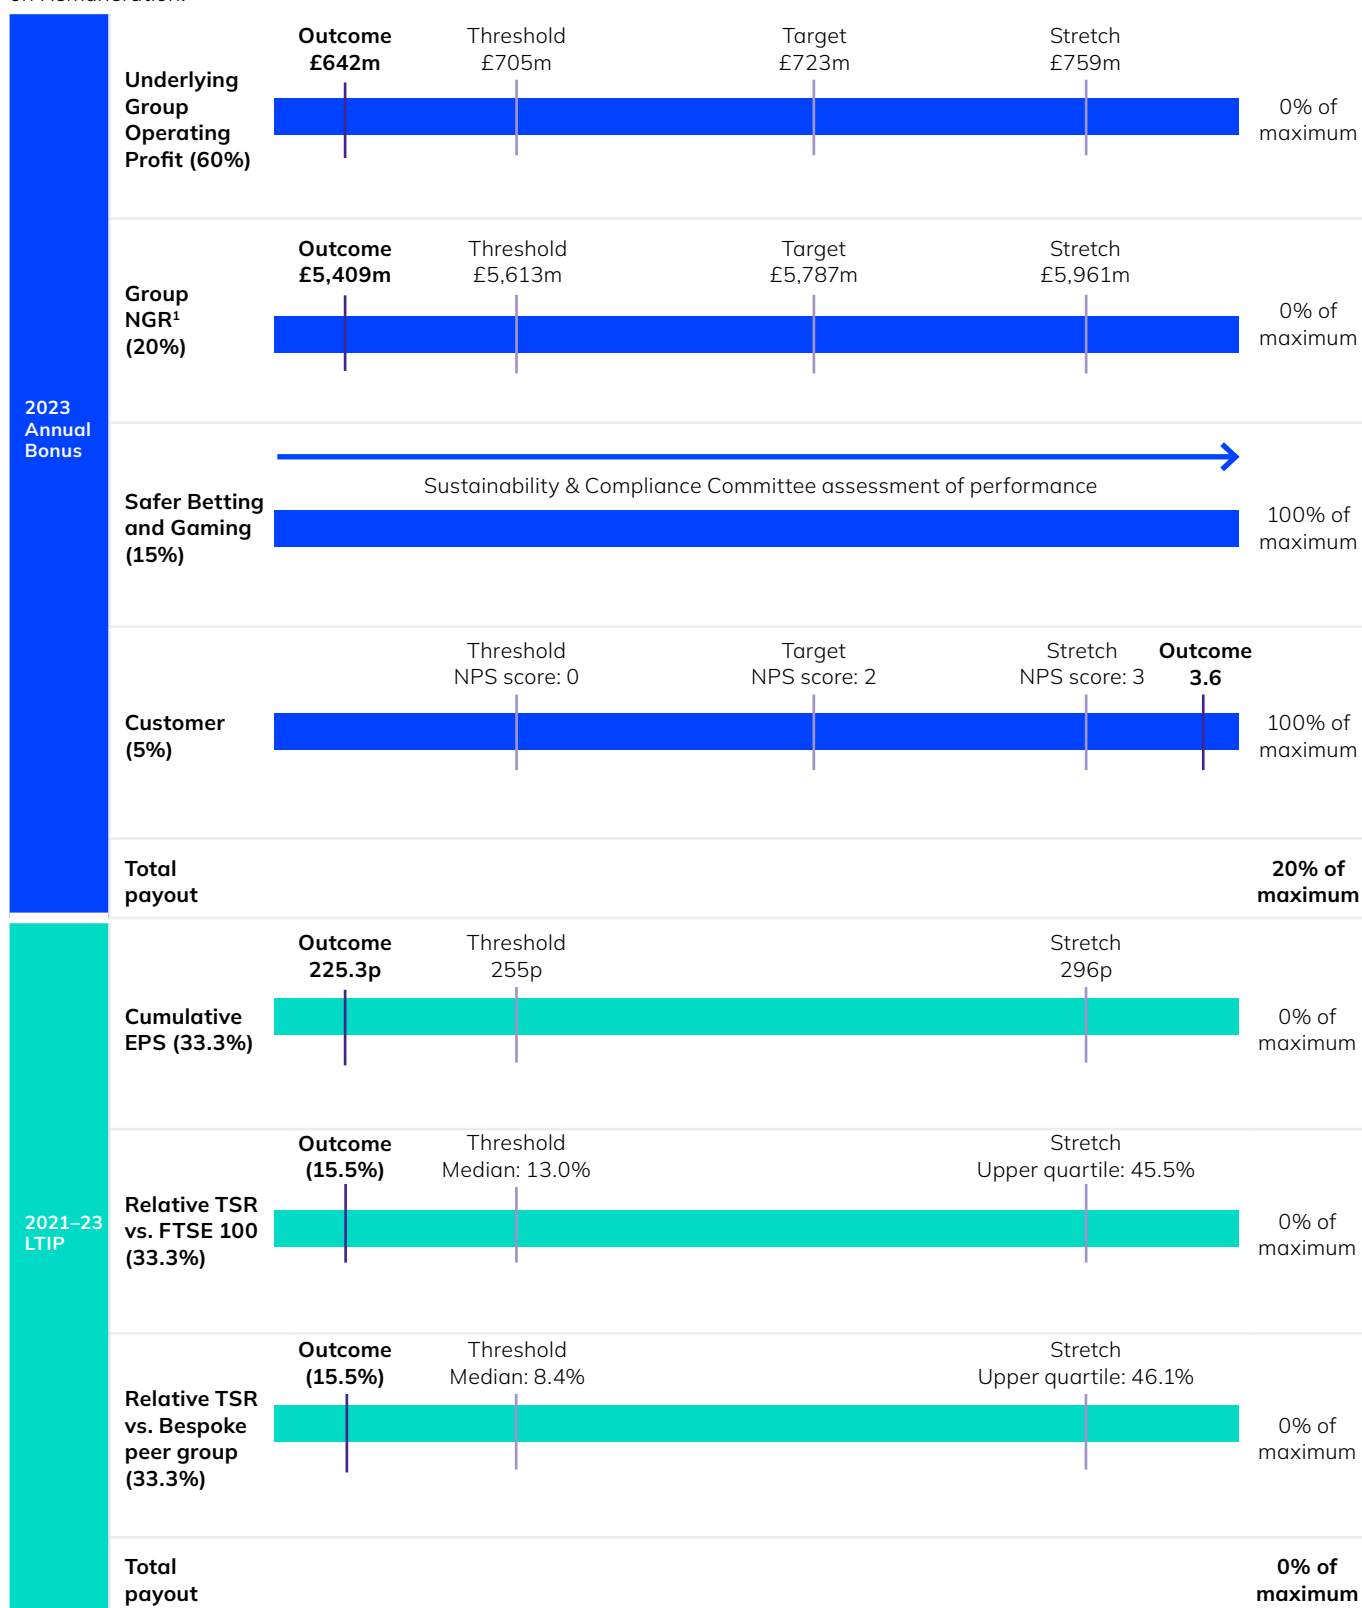 on Remuneration.
2023
Annual
Bonus
Underlying
Group
Operating
Profit (60%)
Outcome
£642m
Threshold
£705m
Target
£723m
Stretch
£759m
0% of
maximum
Group
NGR¹
(20%)
Outcome
£5,409m
Threshold
£5,613m
Target
£5,787m
Stretch
£5,961m
0% of
maximum
Safer Betting
and Gaming
(15%)
Sustainability & Compliance Committee assessment of performance
100% of
maximum
Customer
(5%)
Threshold
NPS score: 0
Target
NPS score: 2
Stretch
NPS score: 3
Outcome
3.6
100% of
maximum
Total
payout
20% of
maximum
2021–23
LTIP
Cumulative
EPS (33.3%)
Outcome
225.3p
Threshold
255p
Stretch
296p
0% of
maximum
Relative TSR
vs. FTSE 100
(33.3%)
Outcome
(15.5%)
Threshold
Median: 13.0%
Stretch
Upper quartile: 45.5%
0% of
maximum
Relative TSR
vs. Bespoke
peer group
(33.3%)
Outcome
(15.5%)
Threshold
Median: 8.4%
Stretch
Upper quartile: 46.1%
0% of
maximum
Total
payout
0% of
maximum